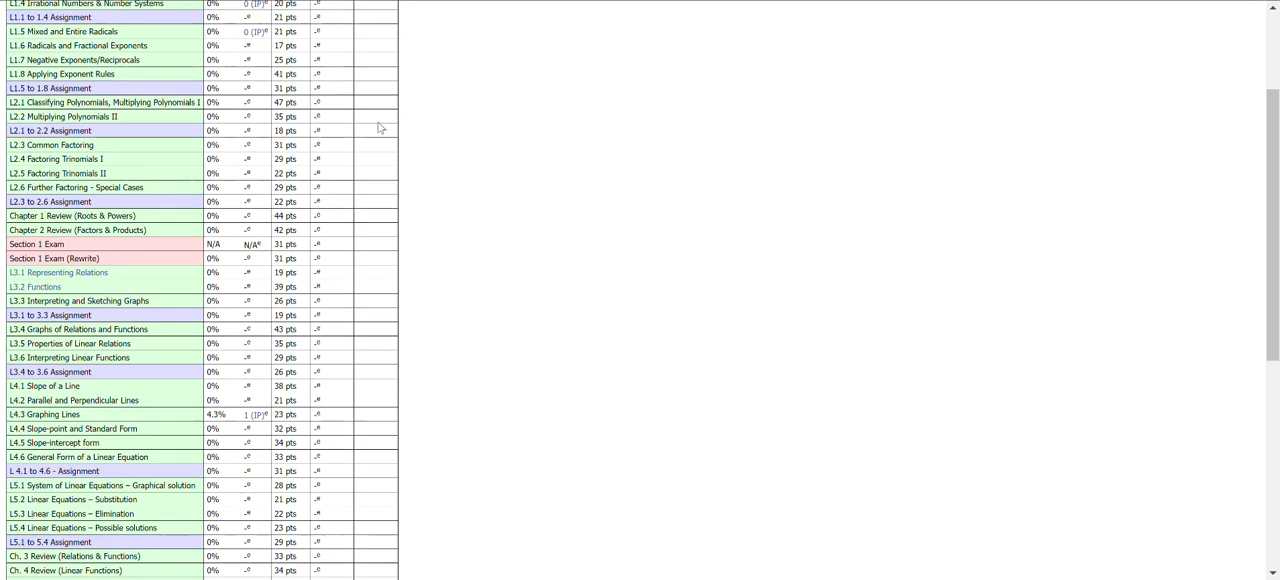 L1.4 Irrational Numbers & Number Systems 0% 0 (IP)e 20 pts -e
L1.1 to 1.4 Assignment 0% -e 21 pts -e
L1.5 Mixed and Entire Radicals 0% 0 (IP)e 21 pts -e
L1.6 Radicals and Fractional Exponents 0% -e 17 pts -e
L1.7 Negative Exponents/Reciprocals 0% -e 25 pts -e
L1.8 Applying Exponent Rules 0% -e 41 pts -e
L1.5 to 1.8 Assignment 0% -e 31 pts -e
L2.1 Classifying Polynomials, Multiplying Polynomials I 0% -e 47 pts -e
L2.2 Multiplying Polynomials II 0% -e 35 pts -e
L2.1 to 2.2 Assignment 0% -e 18 pts -e
L2.3 Common Factoring 0% -e 31 pts -e
L2.4 Factoring Trinomials I 0% -e 29 pts -e
L2.5 Factoring Trinomials II 0% -e 22 pts -e
L2.6 Further Factoring - Special Cases 0% -e 29 pts -e
L2.3 to 2.6 Assignment 0% -e 22 pts -e
Chapter 1 Review (Roots & Powers) 0% -e 44 pts -e
Chapter 2 Review (Factors & Products) 0% -e 42 pts -e
Section 1 Exam N/A N/Ae 31 pts -e
Section 1 Exam (Rewrite) 0% -e 31 pts -e
L3.1 Representing Relations 0% -e 19 pts -e
L3.2 Functions 0% -e 39 pts -e
L3.3 Interpreting and Sketching Graphs 0% -e 26 pts -e
L3.1 to 3.3 Assignment 0% -e 19 pts -e
L3.4 Graphs of Relations and Functions 0% -e 43 pts -e
L3.5 Properties of Linear Relations 0% -e 35 pts -e
L3.6 Interpreting Linear Functions 0% -e 29 pts -e
L3.4 to 3.6 Assignment 0% -e 26 pts -e
L4.1 Slope of a Line 0% -e 38 pts -e
L4.2 Parallel and Perpendicular Lines 0% -e 21 pts -e
L4.3 Graphing Lines 4.3% 1 (IP)e 23 pts -e
L4.4 Slope-point and Standard Form 0% -e 32 pts -e
L4.5 Slope-intercept form 0% -e 34 pts -e
L4.6 General Form of a Linear Equation 0% -e 33 pts -e
L 4.1 to 4.6 - Assignment 0% -e 31 pts -e
L5.1 System of Linear Equations – Graphical solution 0% -e 28 pts -e
L5.2 Linear Equations – Substitution 0% -e 21 pts -e
L5.3 Linear Equations – Elimination 0% -e 22 pts -e
L5.4 Linear Equations – Possible solutions 0% -e 23 pts -e
L5.1 to 5.4 Assignment 0% -e 29 pts -e
Ch. 3 Review (Relations & Functions) 0% -e 33 pts -e
Ch. 4 Review (Linear Functions) 0% -e 34 pts -e